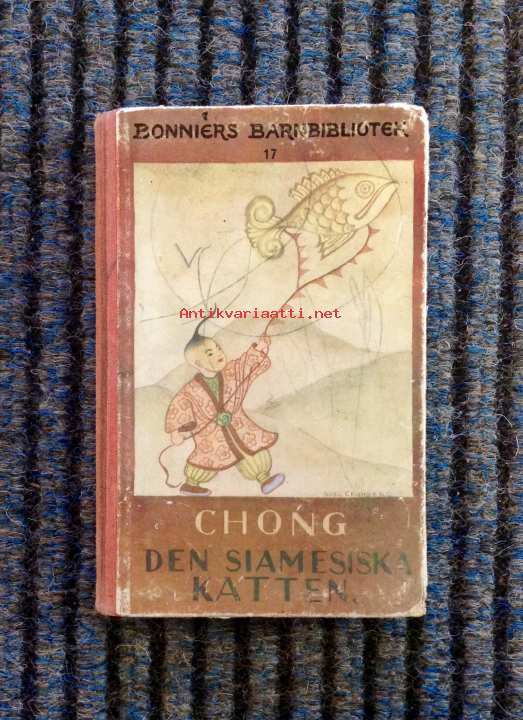 BONNIERS BARNBIBLIOTEK
17
Antikvariaatti.net
CHONG
DEN SIAMESISKA
KATTEN.